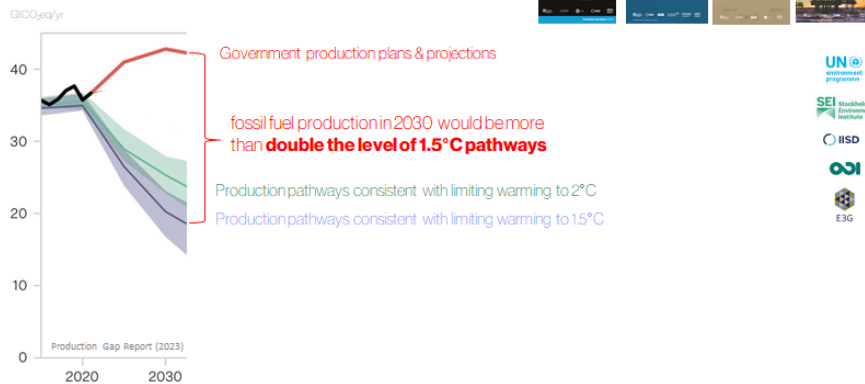 GtCO₂eq/yr
40
30
20
10
0
2020
2030
Production Gap Report (2023)
Government production plans & projections
fossil fuel production in 2030 would be more
than double the level of 1.5°C pathways
Production pathways consistent with limiting warming to 2°C
Production pathways consistent with limiting warming to 1.5°C
UN
environment
programme
SEI Stockholm
Environment
Institute
IISD
ODI
E3G